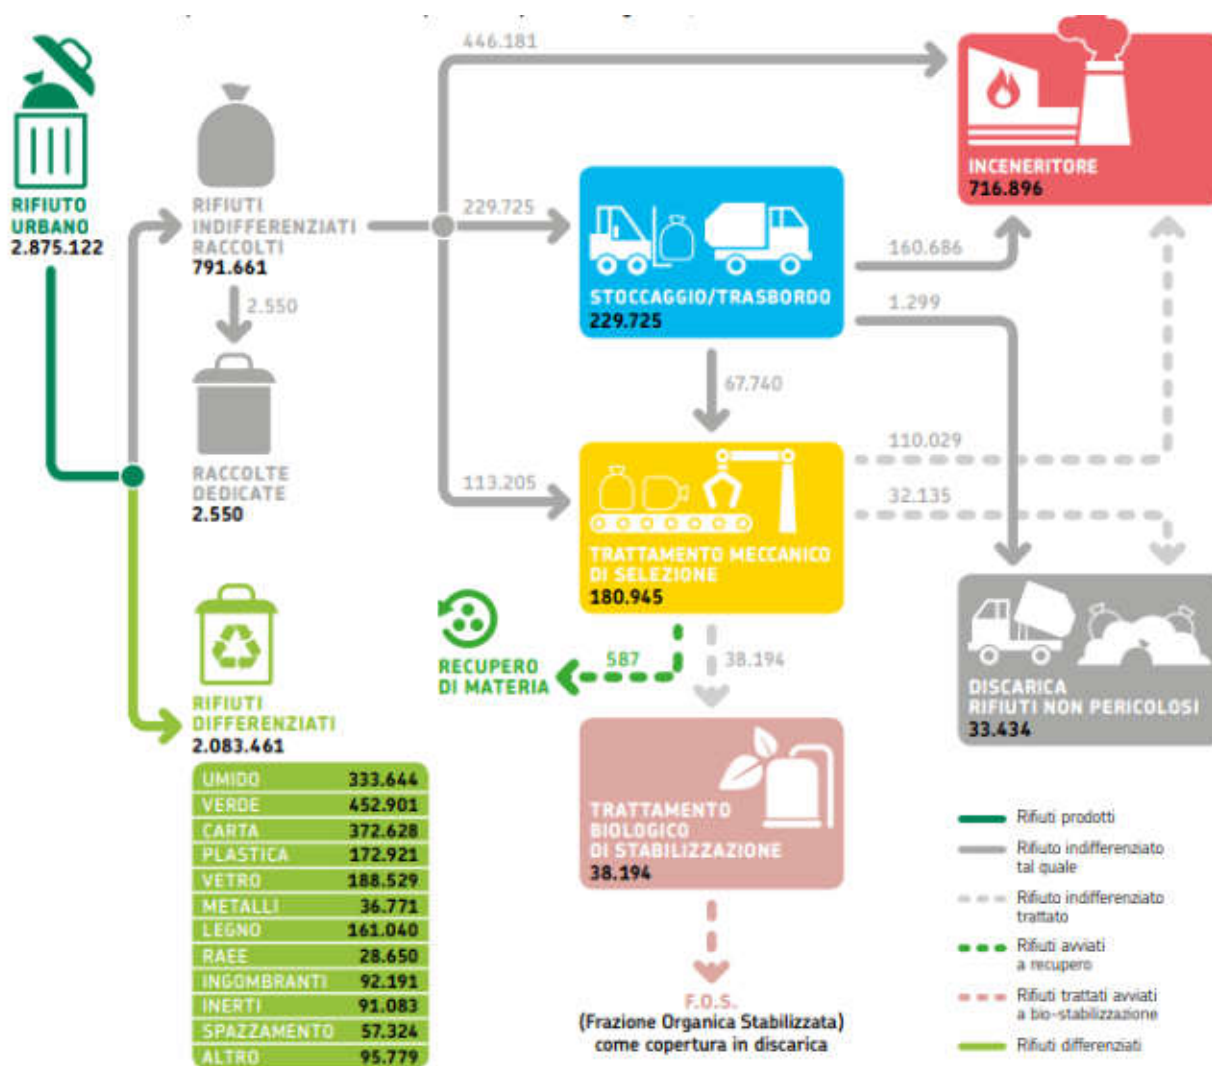 446.181
RIFIUTO
URBANO
2.875.122
RIFIUTI
INDIFFERENZIATI
RACCOLTI
791.661
2.550
RACCOLTE
DEDICATE
2.550
229.725
113.205
STOCCAGGIO/TRASBORDO
229.725
160.686
1.299
67.740
INCENERITORE
716.896
TRATTAMENTO MECCANICO
DI SELEZIONE
180.945
110.029
32.135
RECUPERO
DI MATERIA
587
38.194
DISCARICA
RIFIUTI NON PERICOLOSI
33.434
RIFIUTI
DIFFERENZIATI
2.083.461
UMIDO 333.644
VERDE 452.901
CARTA 372.628
PLASTICA 172.921
VETRO 188.529
METALLI 36.771
LEGNO 161.040
RAEE 28.650
INGOMBRANTI 92.191
INERTI 91.083
SPAZZAMENTO 57.324
ALTRO 95.779
TRATTAMENTO
BIOLOGICO
DI STABILIZZAZIONE
38.194
F.O.S.
(Frazione Organica Stabilizzata)
come copertura in discarica
Rifiuti prodotti
Rifiuto indifferenziato
tal quale
Rifiuto indifferenziato
trattato
Rifiuti avviati
a recupero
Rifiuti trattati avviati
a bio-stabilizzazione
Rifiuti differenziati